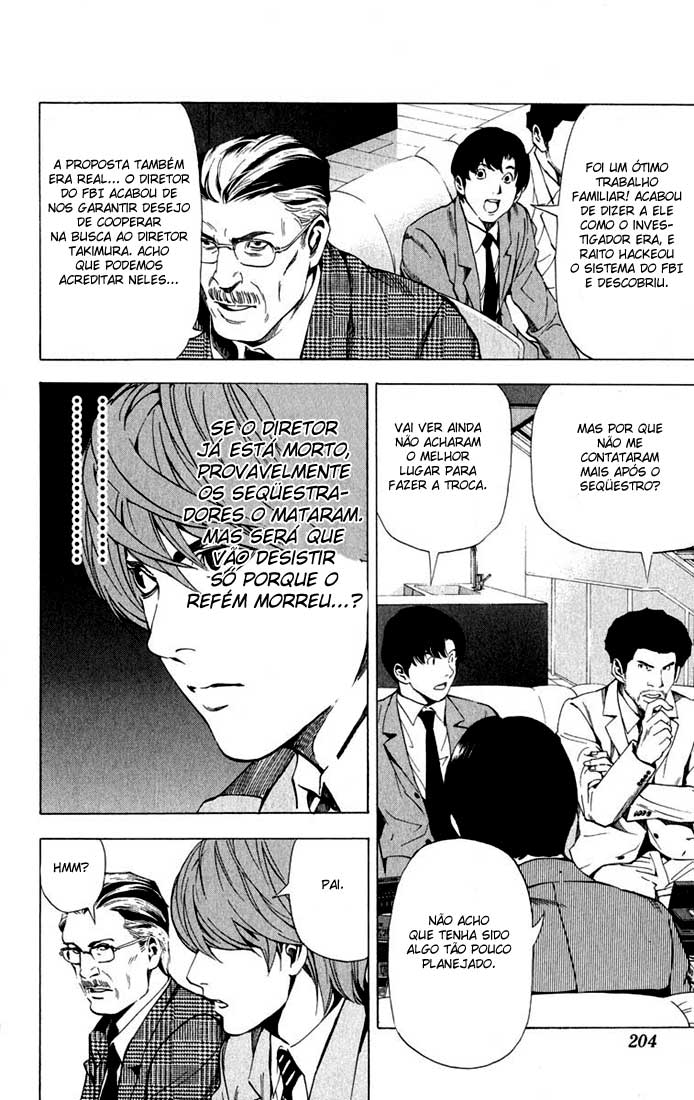 FOI UM ÓTIMO
TRABALHO
FAMILIAR! ACABOU
DE DIZER A ELE
COMO O INVES-
TIGADOR ERA, E
RAITO HACKEOU
O SISTEMA DO FBI
E DESCOBRIU.
A PROPOSTA TAMBÉM
ERA REAL... O DIRETOR
DO FBI ACABOU DE
NOS GARANTIR DESEJO
DE COOPERAR
NA BUSCA AO DIRETOR
TAKIMURA. ACHO
QUE PODEMOS
ACREDITAR NELES...
MAS POR QUE
NÃO ME
CONTATARAM
MAIS APÓS O
SEQÜESTRO?
VAI VER AINDA
NÃO ACHARAM
O MELHOR
LUGAR PARA
FAZER A TROCA.
NÃO ACHO
QUE TENHA SIDO
ALGO TÃO POUCO
PLANEJADO.
SE O DIRETOR
JÁ ESTÁ MORTO,
PROVAVELMENTE
OS SEQÜESTRA-
DORES O MATARAM.
MAS SERÁ QUE
VÃO DESISTIR
SÓ PORQUE O
REFÉM MORREU...?
PAI.
HMM?
204